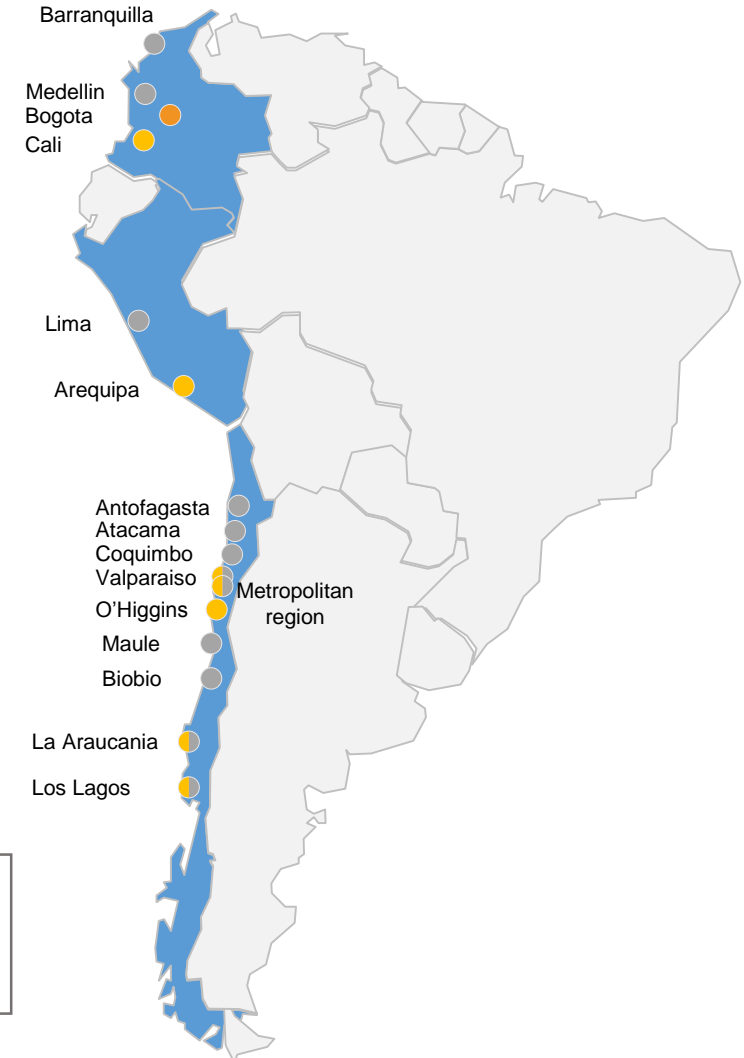 Barranquilla
Medellin
Bogota
Cali
Lima
Arequipa
Antofagasta
Atacama
Coquimbo
Valparaiso
Metropolitan
region
O'Higgins
Maule
Biobio
La Araucania
Los Lagos